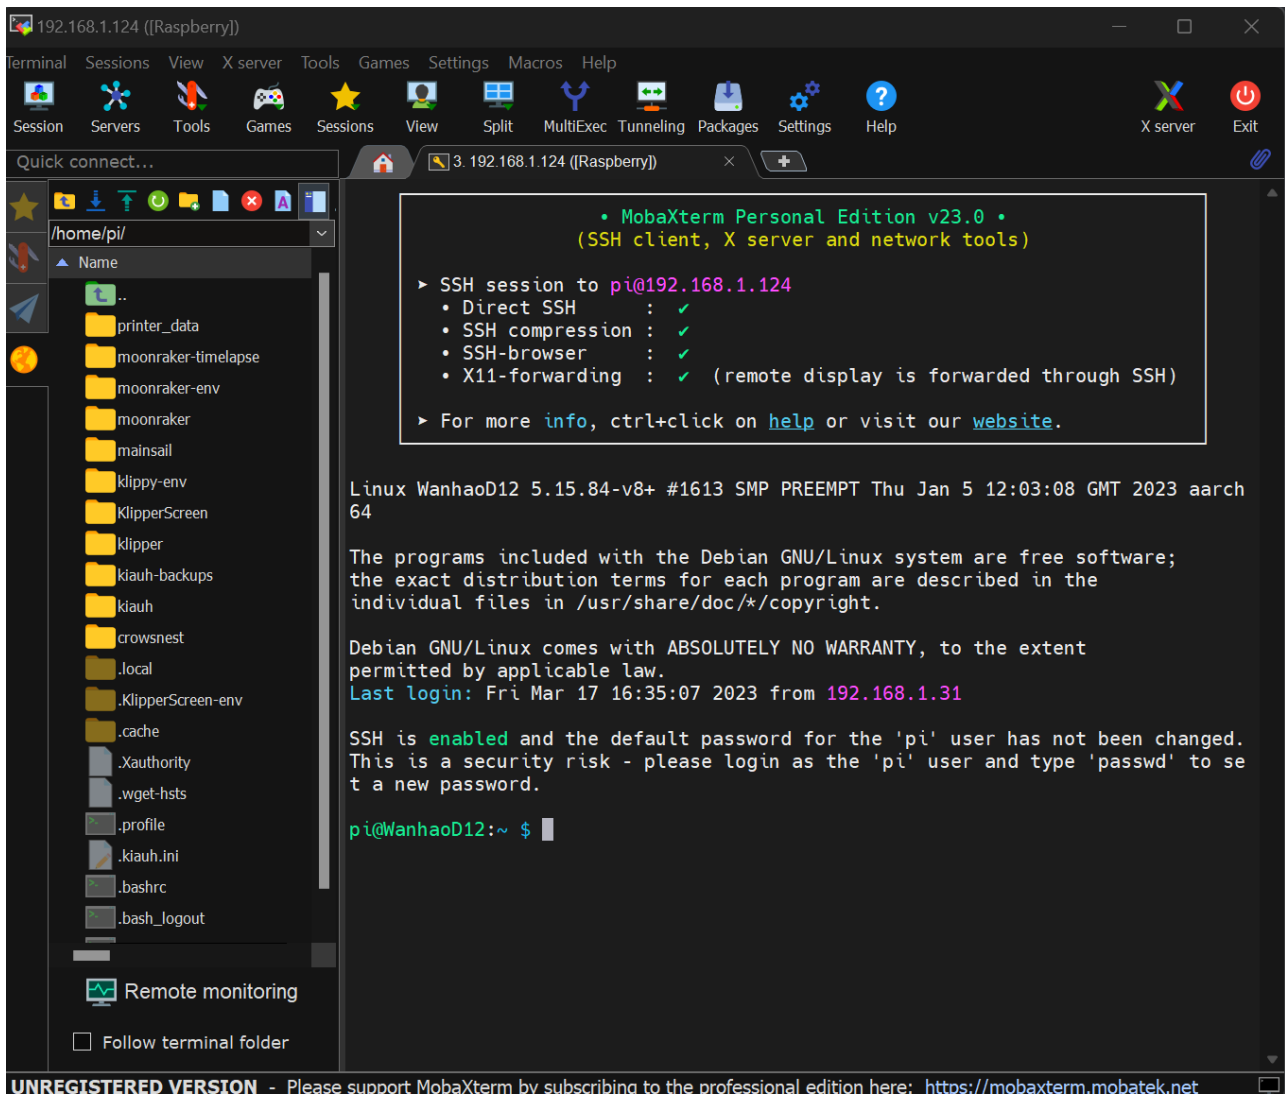 192.168.1.124 ([Raspberry])
Terminal Sessions View X server Tools Games Settings Macros Help
Session Servers Tools Games Sessions View Split MultiExec Tunneling Packages Settings Help X server Exit
Quick connect...
3. 192.168.1.124 ([Raspberry])
/home/pi/
Name
..
printer_data
moonraker-timelapse
moonraker-env
moonraker
mainsail
klippy-env
KlipperScreen
klipper
kiauh-backups
kiauh
crowsnest
.local
.KlipperScreen-env
.cache
.Xauthority
.wget-hsts
.profile
.kiauh.ini
.bashrc
.bash_logout
Remote monitoring
Follow terminal folder
• MobaXterm Personal Edition v23.0 •
(SSH client, X server and network tools)
➤ SSH session to pi@192.168.1.124
• Direct SSH : ✔
• SSH compression : ✔
• SSH-browser : ✔
• X11-forwarding : ✔ (remote display is forwarded through SSH)
➤ For more info, ctrl+click on help or visit our website.
Linux WanhaoD12 5.15.84-v8+ #1613 SMP PREEMPT Thu Jan 5 12:03:08 GMT 2023 aarch
64
The programs included with the Debian GNU/Linux system are free software;
the exact distribution terms for each program are described in the
individual files in /usr/share/doc/*/copyright.
Debian GNU/Linux comes with ABSOLUTELY NO WARRANTY, to the extent
permitted by applicable law.
Last login: Fri Mar 17 16:35:07 2023 from 192.168.1.31
SSH is enabled and the default password for the 'pi' user has not been changed.
This is a security risk - please login as the 'pi' user and type 'passwd' to se
t a new password.
pi@WanhaoD12:~ $
UNREGISTERED VERSION - Please support MobaXterm by subscribing to the professional edition here: https://mobaxterm.mobatek.net